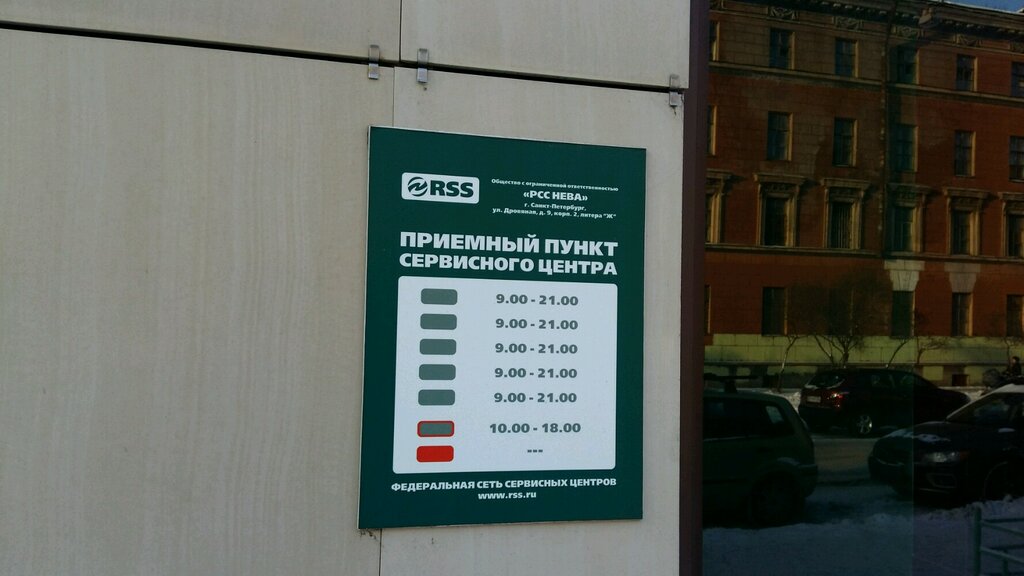 RSS
Общество с ограниченной ответственностью
«РСС НЕВА»
г. Санкт-Петербург,
ул. Дровяная, д. 9, корп. 2, литера "Ж"
ПРИЕМНЫЙ ПУНКТ
СЕРВИСНОГО ЦЕНТРА
9.00 - 21.00
9.00 - 21.00
9.00 - 21.00
9.00 - 21.00
9.00 - 21.00
10.00 - 18.00
---
ФЕДЕРАЛЬНАЯ СЕТЬ СЕРВИСНЫХ ЦЕНТРОВ
www.rss.ru